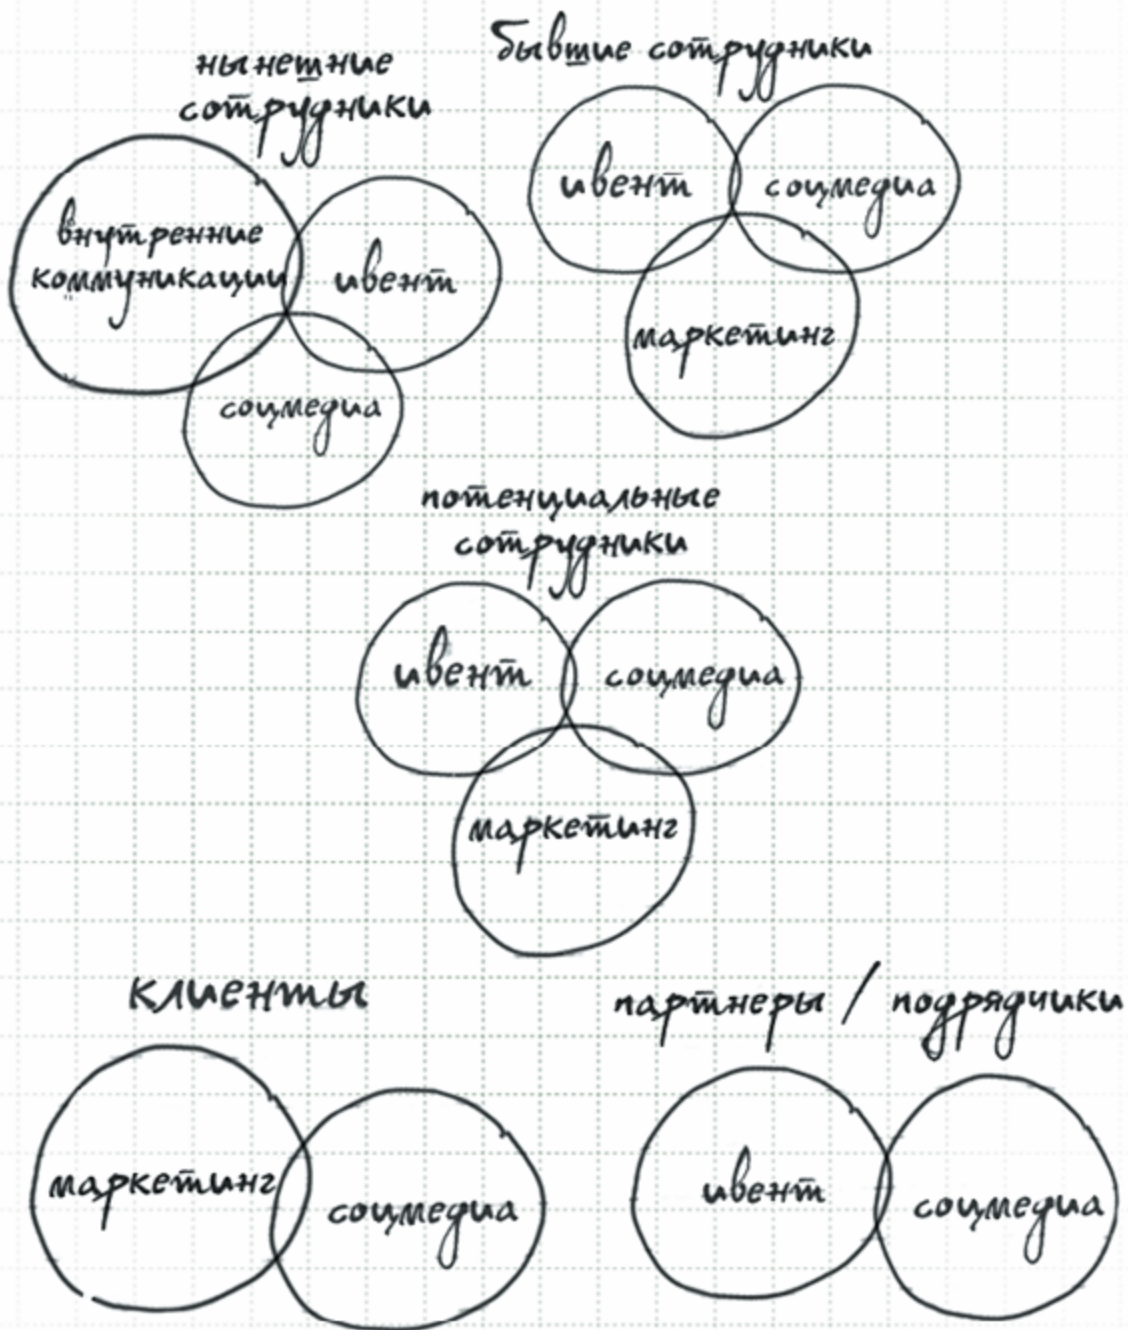 нынешние
сотрудники
внутренние
коммуникации
ивент
соцмедиа
бывшие сотрудники
ивент
соцмедиа
маркетинг
потенциальные
сотрудники
ивент
соцмедиа
маркетинг
клиенты
маркетинг
соцмедиа
партнеры / подрядчики
ивент
соцмедиа